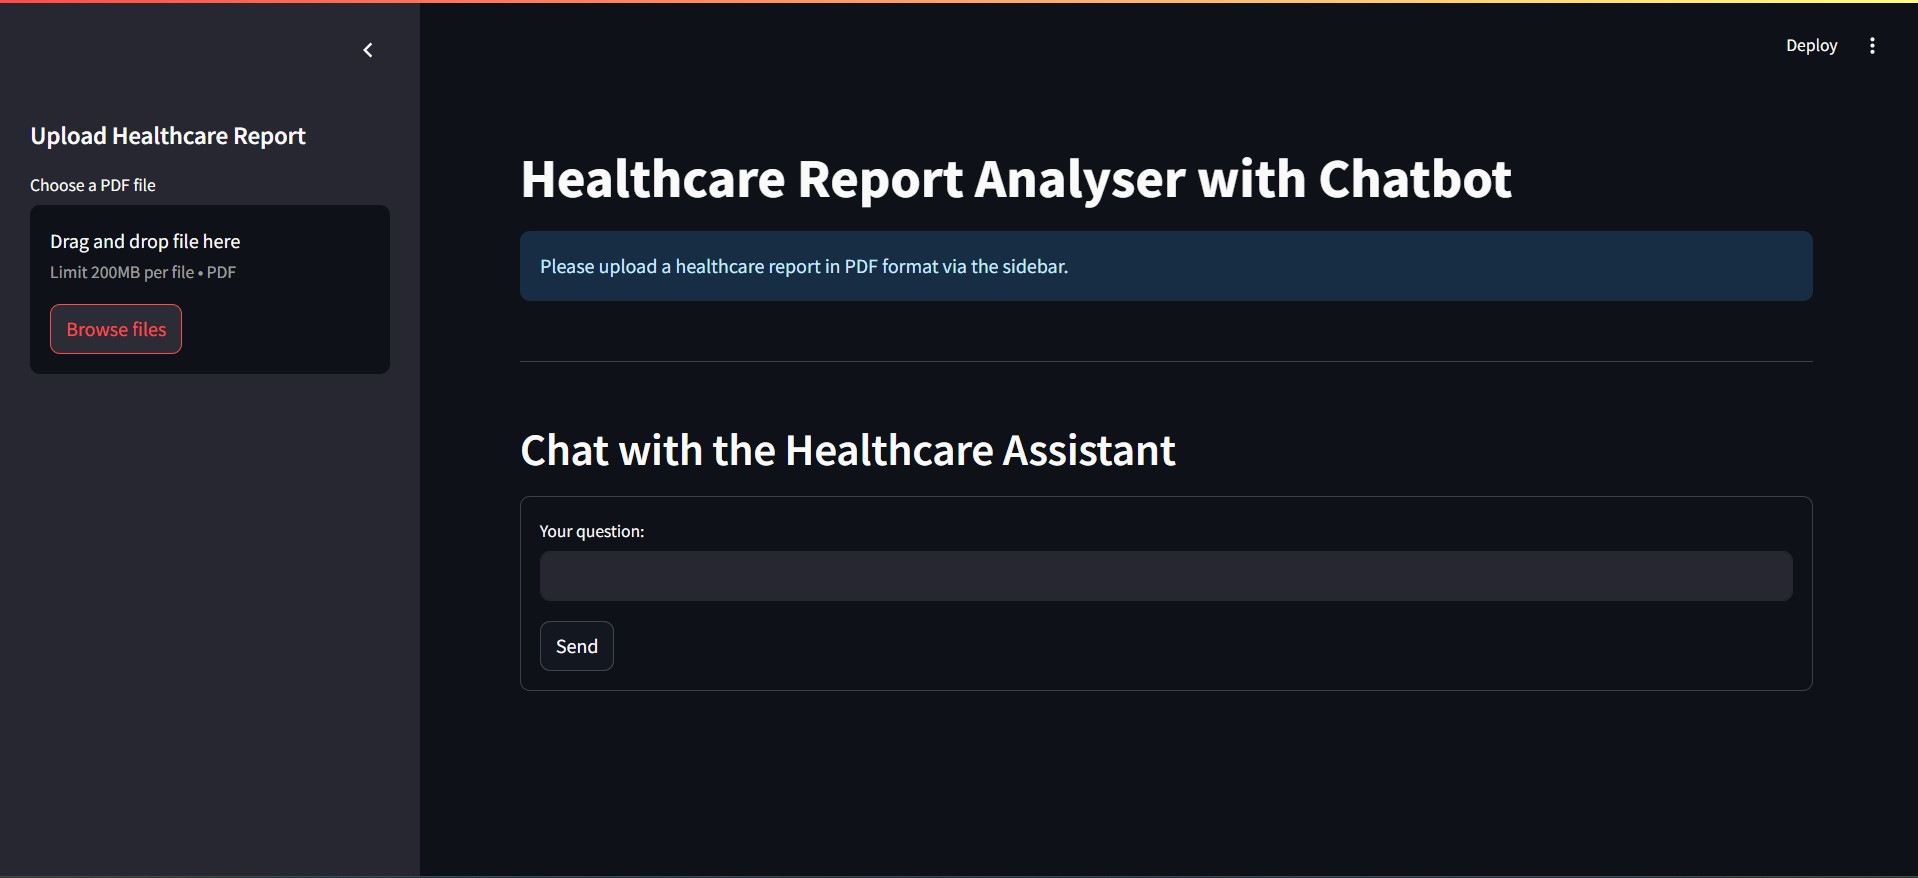 Deploy
Upload Healthcare Report
Choose a PDF file
Drag and drop file here
Limit 200MB per file • PDF
Browse files
Healthcare Report Analyser with Chatbot
Please upload a healthcare report in PDF format via the sidebar.
Chat with the Healthcare Assistant
Your question:
Send